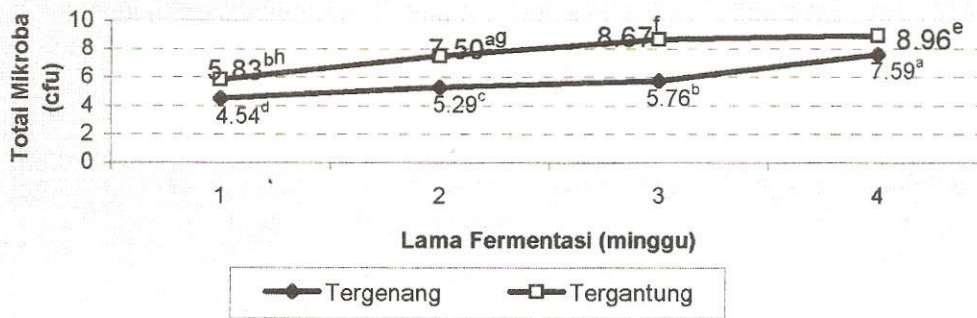 Total Mikroba
(cfu)
10
8
6
4
2
0
5.83bh
7.50ag
8.67f
8.96e
4.54d
5.29c
5.76b
7.59a
1 2 3 4
Lama Fermentasi (minggu)
Tergenang Tergantung